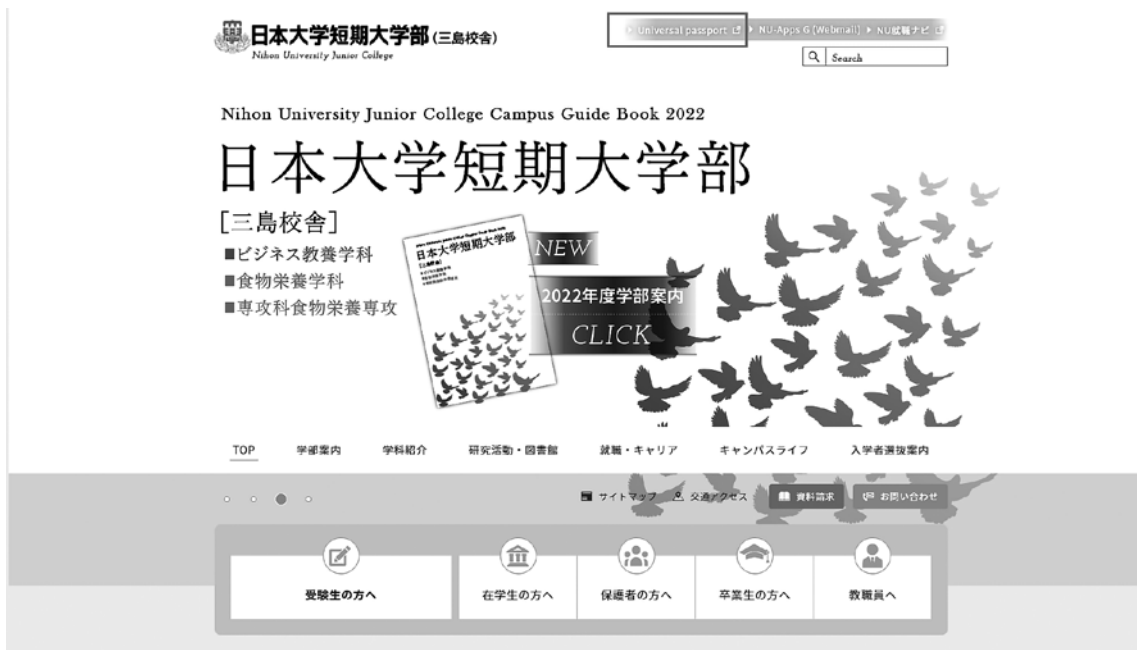 日本大学短期大学部(三島校舎)
Nihon University Junior College
Universal passport
NU-Apps G (Webmail)
NU就職ナビ
Search
Nihon University Junior College Campus Guide Book 2022
日本大学短期大学部
[三島校舎]
■ビジネス教養学科
■食物栄養学科
■専攻科食物栄養専攻
日本大学短期大学部
[三島校舎]
NEW
2022年度学部案内
CLICK
TOP
学部案内
学科紹介
研究活動・図書館
就職・キャリア
キャンパスライフ
入学者選抜案内
サイトマップ
交通アクセス
資料請求
お問い合わせ
受験生の方へ
在学生の方へ
保護者の方へ
卒業生の方へ
教職員へ